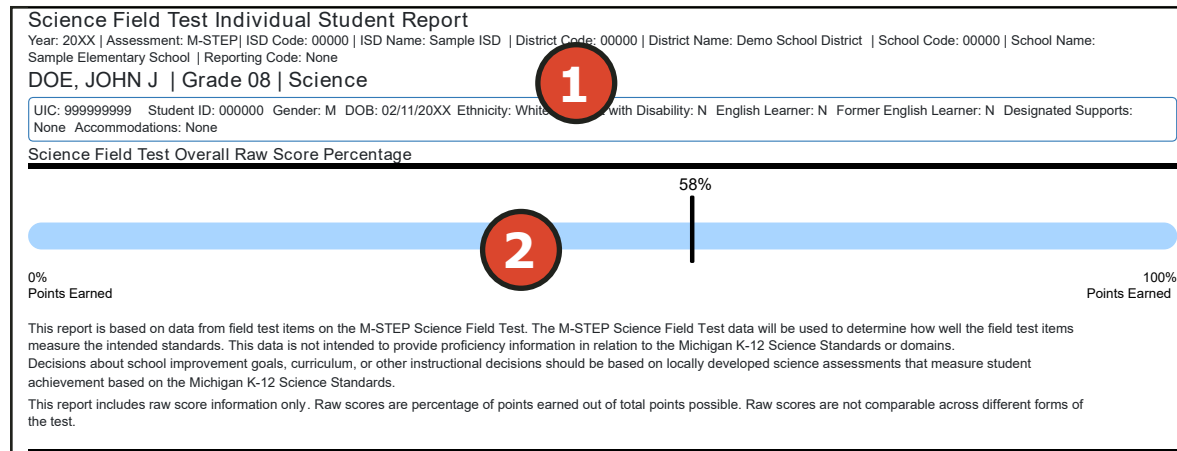 Science Field Test Individual Student Report
Year: 20XX | Assessment: M-STEP| ISD Code: 00000 | ISD Name: Sample ISD | District Code: 00000 | District Name: Demo School District | School Code: 00000 | School Name:
Sample Elementary School | Reporting Code: None
DOE, JOHN J | Grade 08 | Science
1
UIC: 999999999 Student ID: 000000 Gender: M DOB: 02/11/20XX Ethnicity: White with Disability: N English Learner: N Former English Learner: N Designated Supports:
None Accommodations: None
Science Field Test Overall Raw Score Percentage
58%
2
0%
Points Earned
100%
Points Earned
This report is based on data from field test items on the M-STEP Science Field Test. The M-STEP Science Field Test data will be used to determine how well the field test items
measure the intended standards. This data is not intended to provide proficiency information in relation to the Michigan K-12 Science Standards or domains.
Decisions about school improvement goals, curriculum, or other instructional decisions should be based on locally developed science assessments that measure student
achievement based on the Michigan K-12 Science Standards.
This report includes raw score information only. Raw scores are percentage of points earned out of total points possible. Raw scores are not comparable across different forms of
the test.